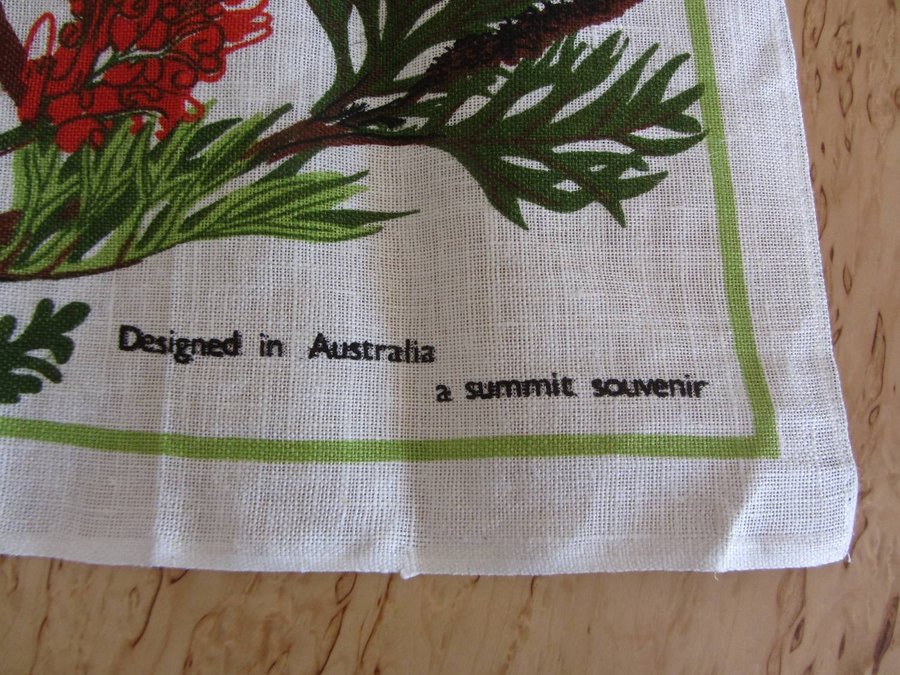 Designed in Australia
a summit souvenir